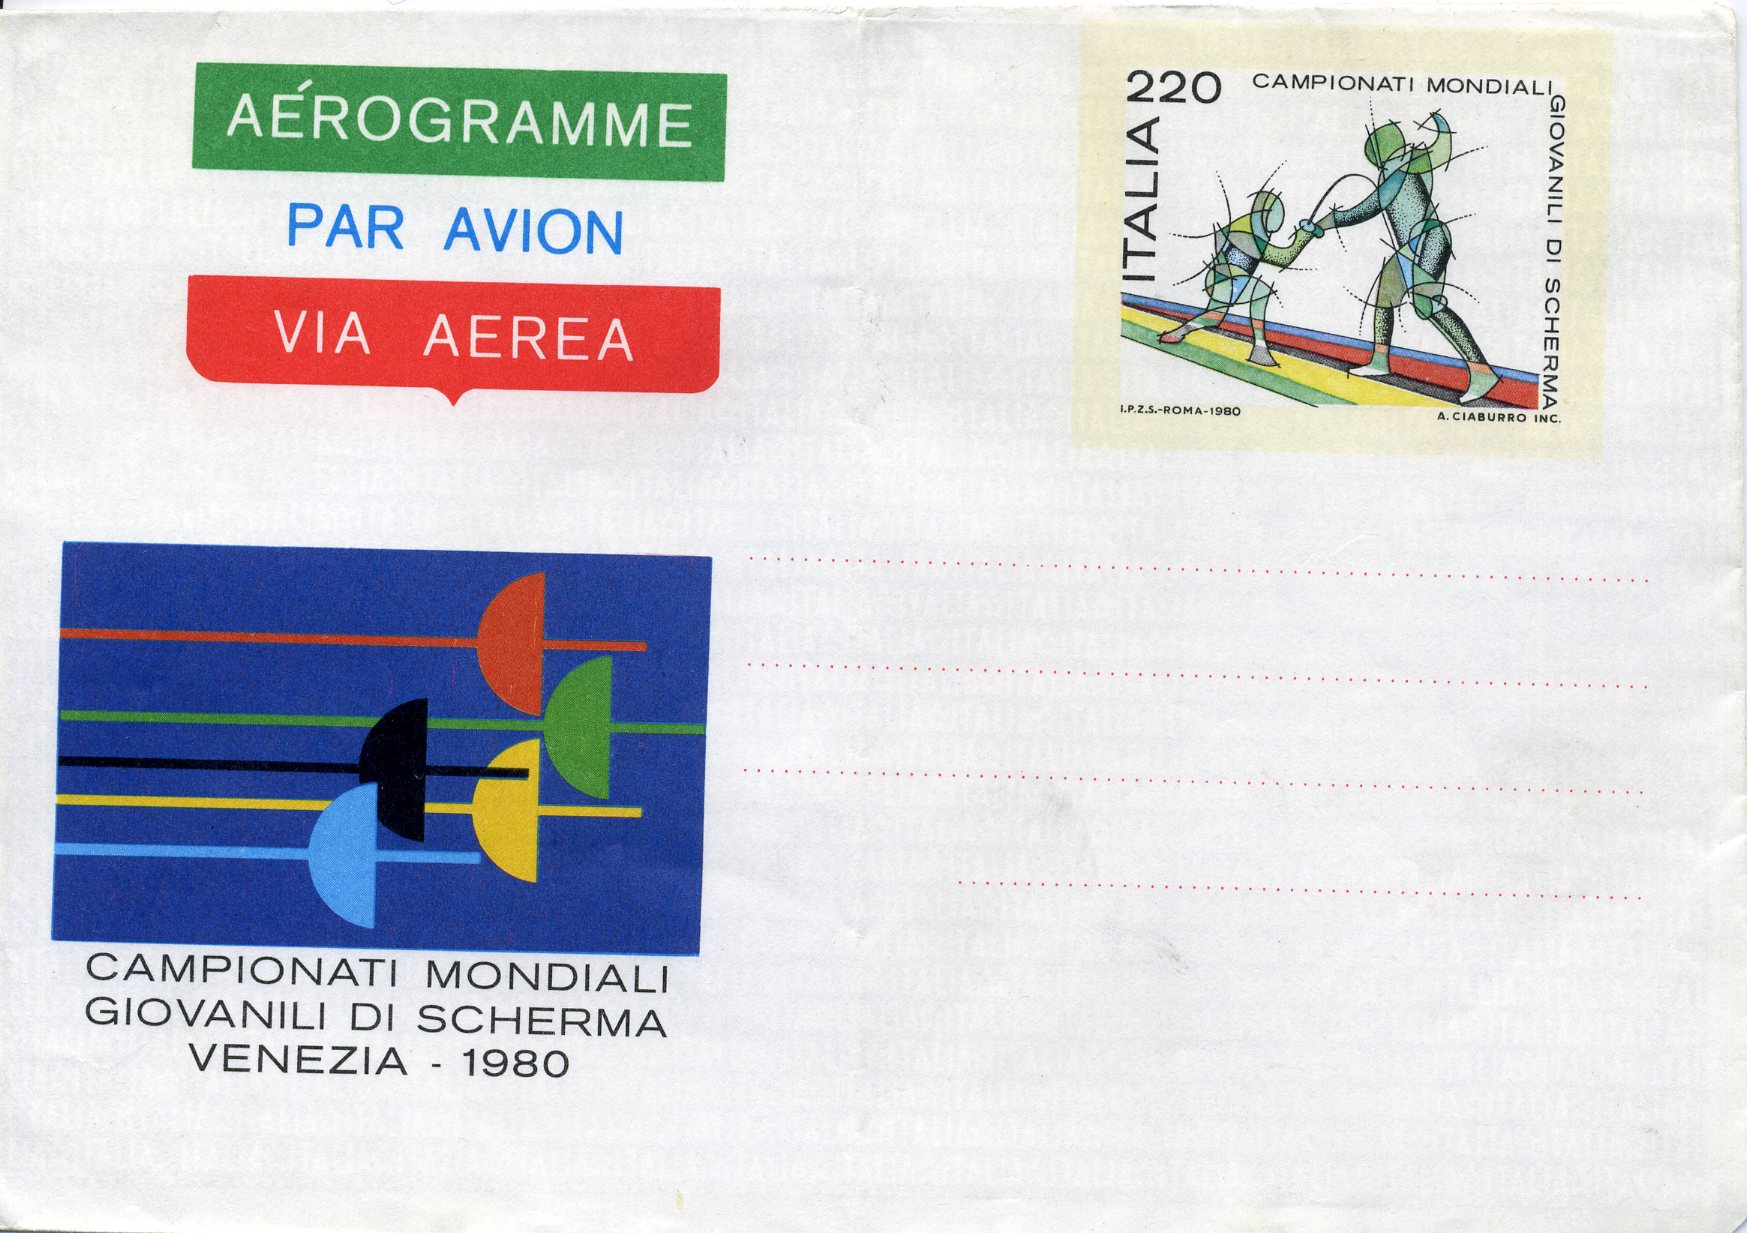 AÉROGRAMME
PAR AVION
VIA AEREA
220
CAMPIONATI MONDIALI
GIOVANILI DI SCHERMA
ITALIA
I.P.Z.S.-ROMA-1980
A. CIABURRO INC.
CAMPIONATI MONDIALI
GIOVANILI DI SCHERMA
VENEZIA - 1980